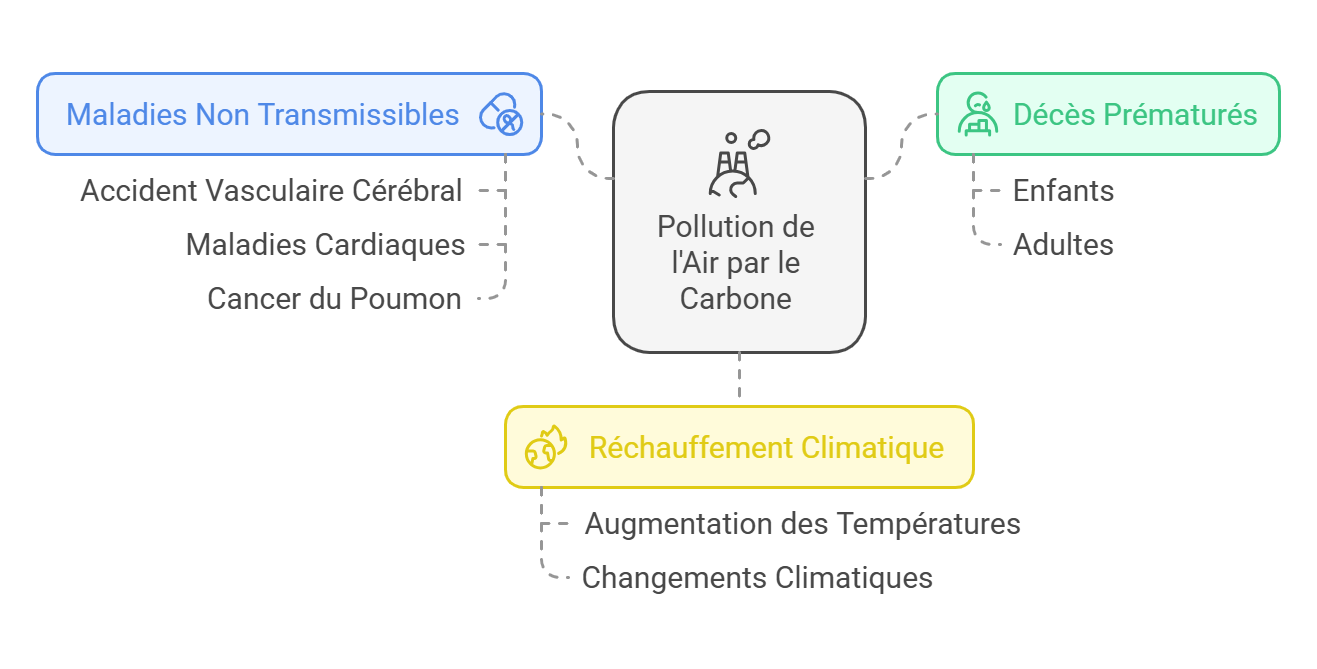 Maladies Non Transmissibles
Accident Vasculaire Cérébral
Maladies Cardiaques
Cancer du Poumon
Pollution de
l'Air par le
Carbone
Décès Prématurés
Enfants
Adultes
Réchauffement Climatique
Augmentation des Températures
Changements Climatiques